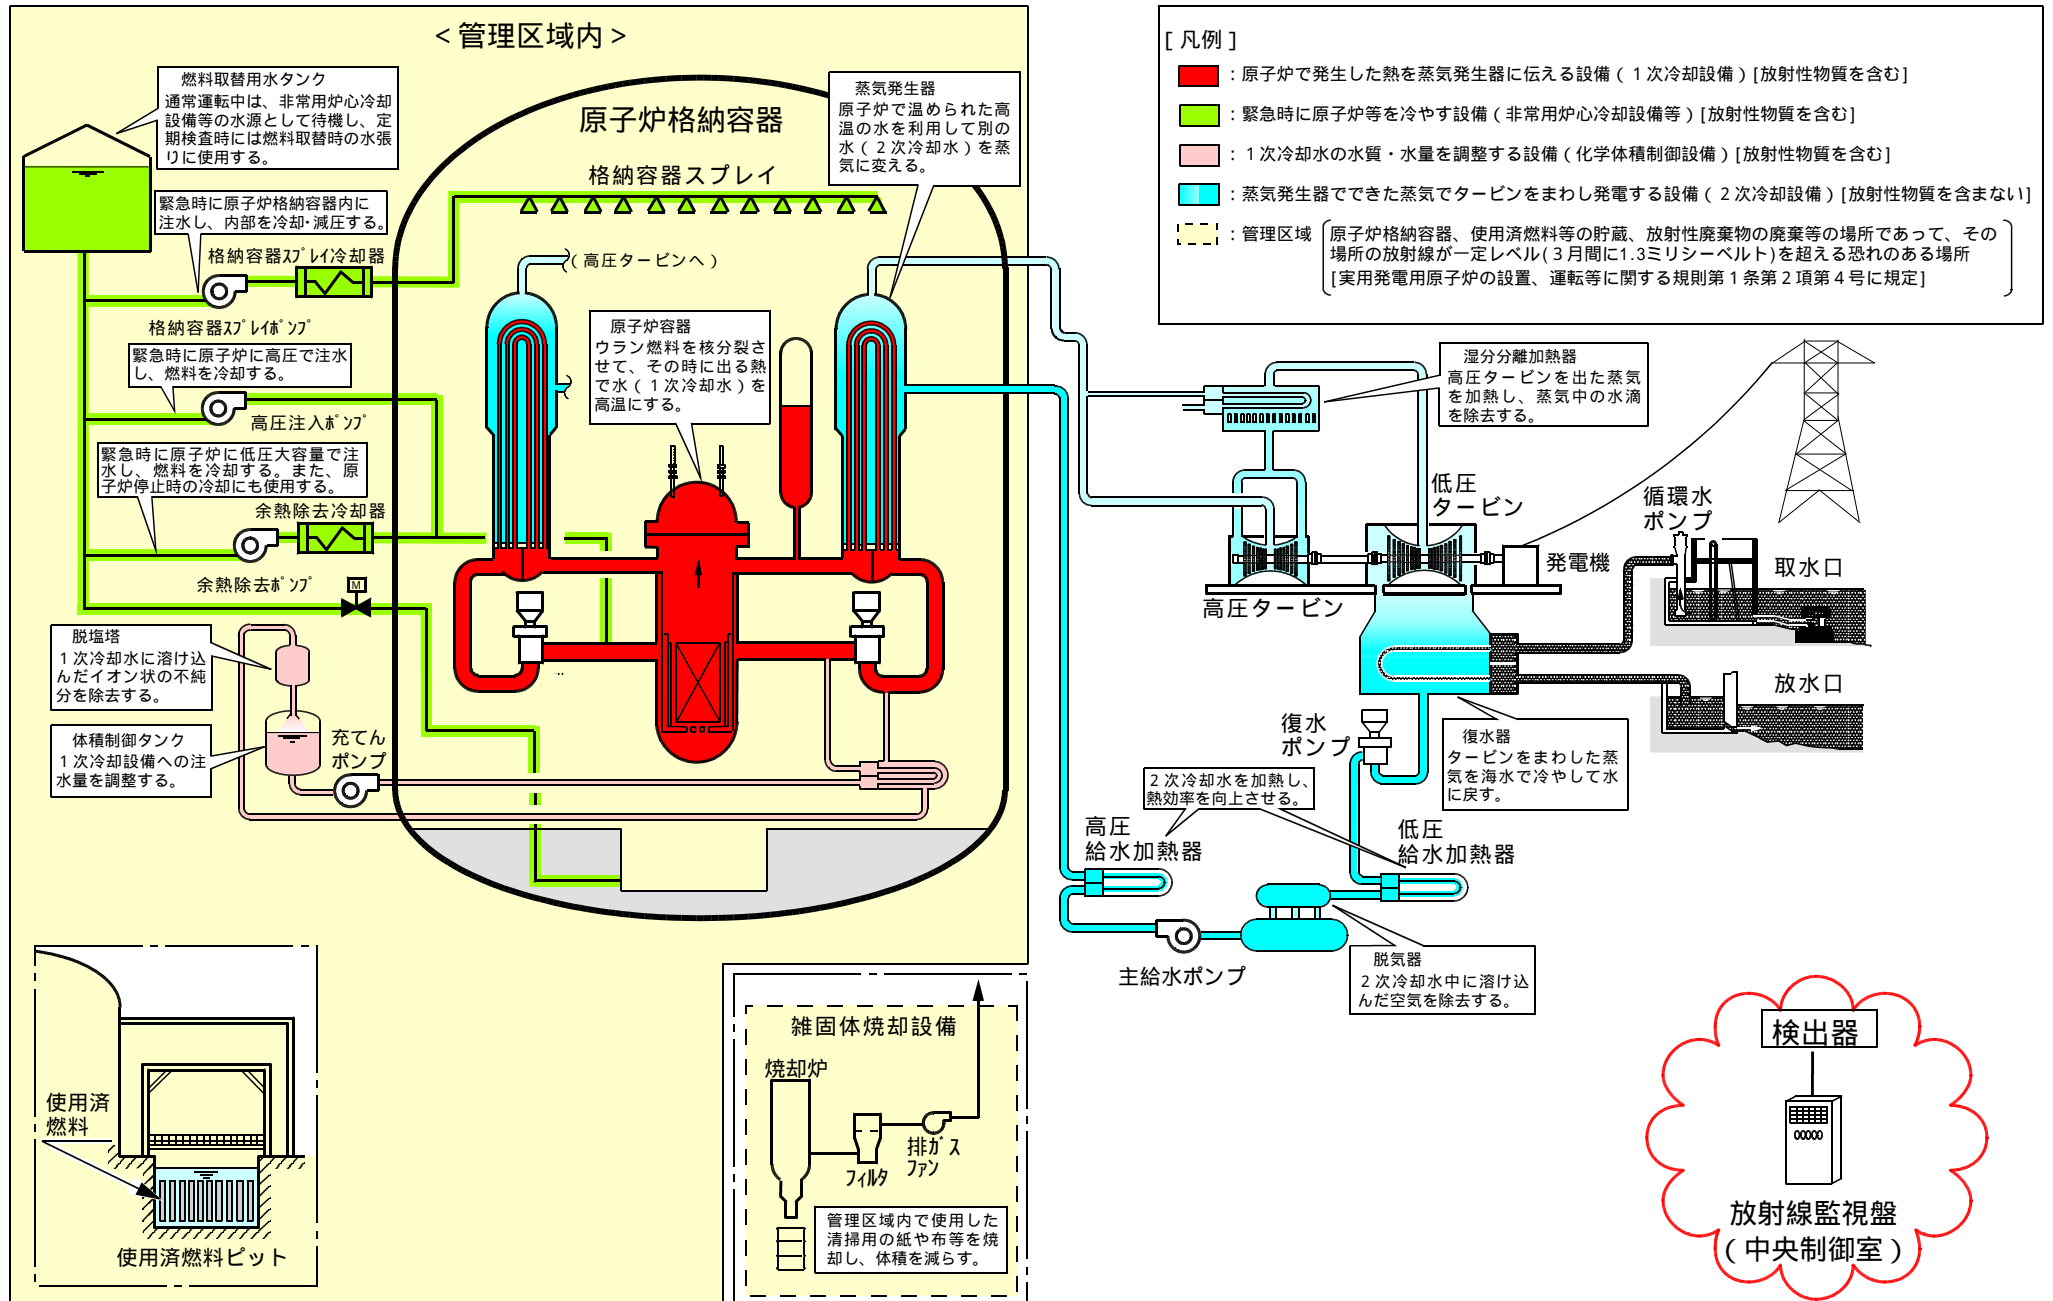 <管理区域内>
燃料取替用水タンク
通常運転中は、非常用炉心冷却
設備等の水源として待機し、定
期検査時には燃料取替時の水張
りに使用する。
緊急時に原子炉格納容器内に
注水し、内部を冷却･減圧する。
格納容器ｽﾌﾟﾚｲ冷却器
格納容器ｽﾌﾟﾚｲﾎﾟﾝﾌﾟ
緊急時に原子炉に高圧で注水
し、燃料を冷却する。
高圧注入ﾎﾟﾝﾌﾟ
緊急時に原子炉に低圧大容量で注
水し、燃料を冷却する。また、原
子炉停止時の冷却にも使用する。
余熱除去冷却器
余熱除去ﾎﾟﾝﾌﾟ
M
脱塩塔
１次冷却水に溶け込
んだイオン状の不純
分を除去する。
体積制御タンク
１次冷却設備への注
水量を調整する。
充てん
ポンプ
原子炉格納容器
格納容器スプレイ
(高圧タービンへ)
蒸気発生器
原子炉で温められた高
温の水を利用して別の
水(２次冷却水)を蒸
気に変える。
原子炉容器
ウラン燃料を核分裂さ
せて、その時に出る熱
で水(１次冷却水)を
高温にする。
[凡例]
：原子炉で発生した熱を蒸気発生器に伝える設備(１次冷却設備)[放射性物質を含む]
：緊急時に原子炉等を冷やす設備(非常用炉心冷却設備等)[放射性物質を含む]
：１次冷却水の水質・水量を調整する設備(化学体積制御設備)[放射性物質を含む]
：蒸気発生器でできた蒸気でタービンをまわし発電する設備(２次冷却設備)[放射性物質を含まない]
：管理区域
原子炉格納容器、使用済燃料等の貯蔵、放射性廃棄物の廃棄等の場所であって、その
場所の放射線が一定レベル(３月間に1.3ミリシーベルト)を超える恐れのある場所
[実用発電用原子炉の設置、運転等に関する規則第１条第２項第４号に規定]
湿分分離加熱器
高圧タービンを出た蒸気
を加熱し、蒸気中の水滴
を除去する。
低圧
タービン
高圧タービン
発電機
循環水
ポンプ
取水口
放水口
復水
ポンプ
復水器
タービンをまわした蒸
気を海水で冷やして水
に戻す。
２次冷却水を加熱し、
熱効率を向上させる。
高圧
給水加熱器
低圧
給水加熱器
主給水ポンプ
脱気器
２次冷却水中に溶け込
んだ空気を除去する。
使用済
燃料
使用済燃料ピット
雑固体焼却設備
焼却炉
ﾌｨﾙﾀ
排ｶﾞｽ
ﾌｧﾝ
管理区域内で使用した
清掃用の紙や布等を焼
却し、体積を減らす。
検出器
放射線監視盤
(中央制御室)